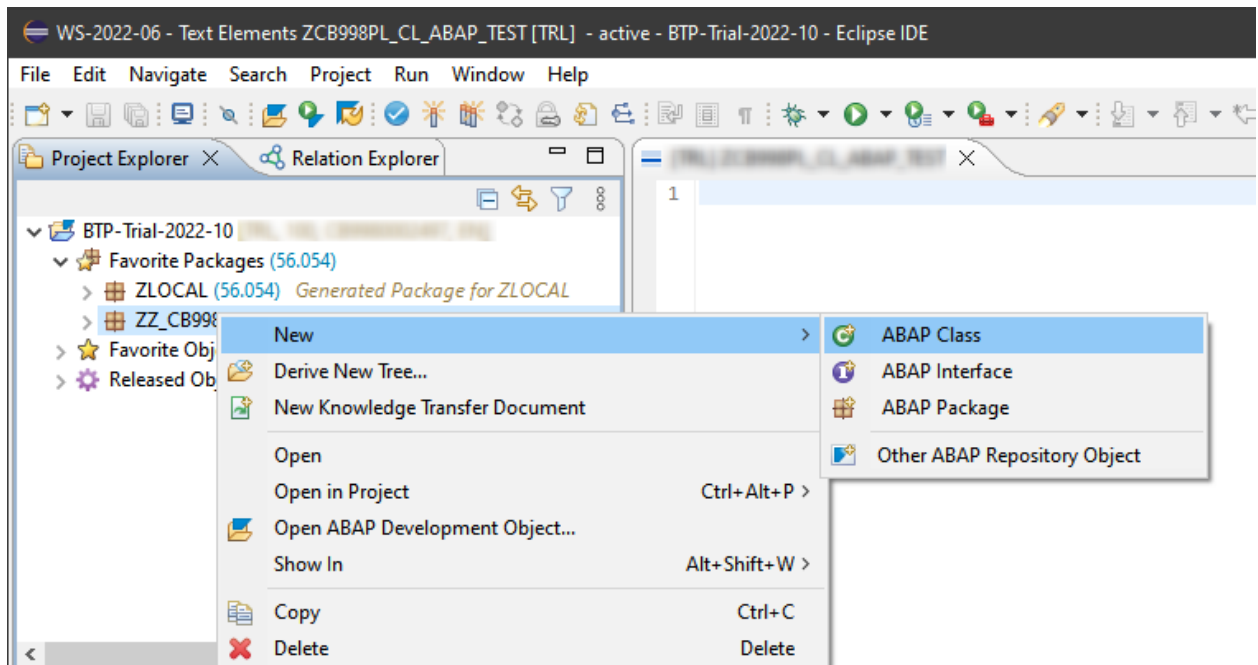 WS-2022-06 - Text Elements ZCB998PL_CL_ABAP_TEST [TRL] - active - BTP-Trial-2022-10 - Eclipse IDE
File Edit Navigate Search Project Run Window Help
Project Explorer Relation Explorer
1
BTP-Trial-2022-10
Favorite Packages (56.054)
ZLOCAL (56.054) Generated Package for ZLOCAL
ZZ_CB998
Favorite Obj
Released Ob
New
Derive New Tree...
New Knowledge Transfer Document
Open
Open in Project Ctrl+Alt+P
Open ABAP Development Object...
Show In Alt+Shift+W
Copy Ctrl+C
Delete Delete
ABAP Class
ABAP Interface
ABAP Package
Other ABAP Repository Object